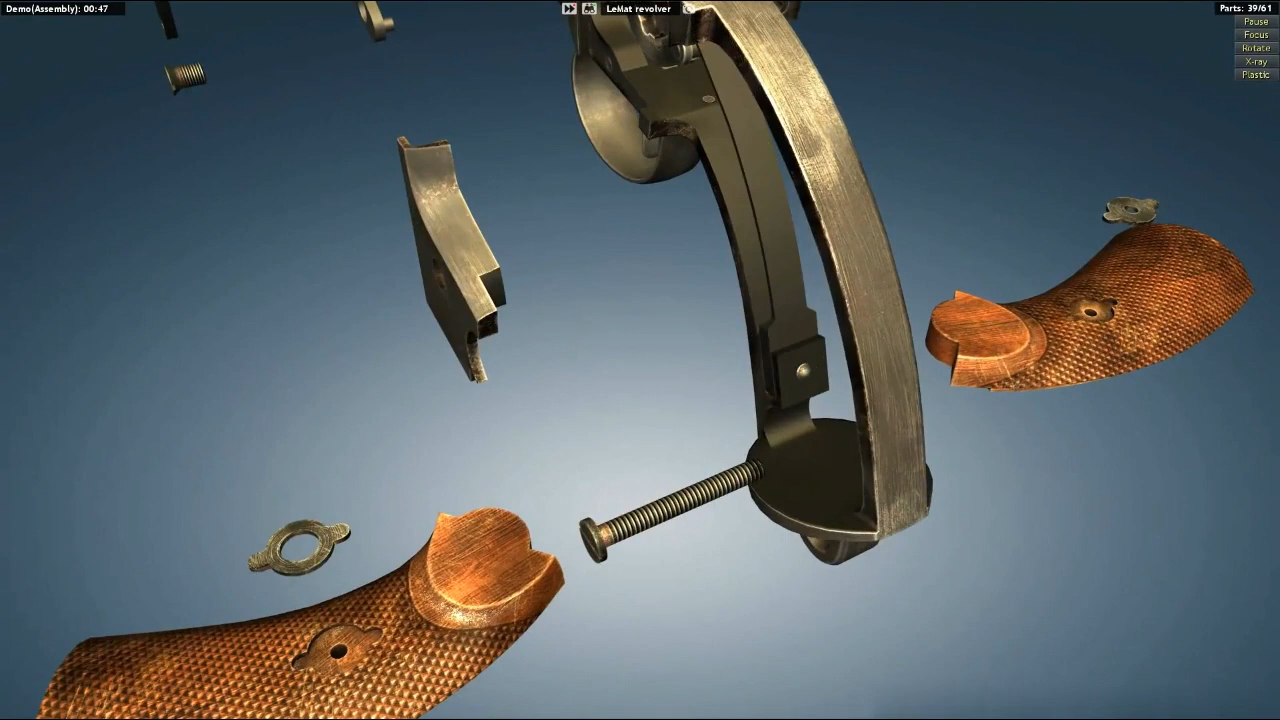 Demo(Assembly): 00:47
LeMat revolver
Parts: 39/61
Pause
Focus
Rotate
X-ray
Plastic